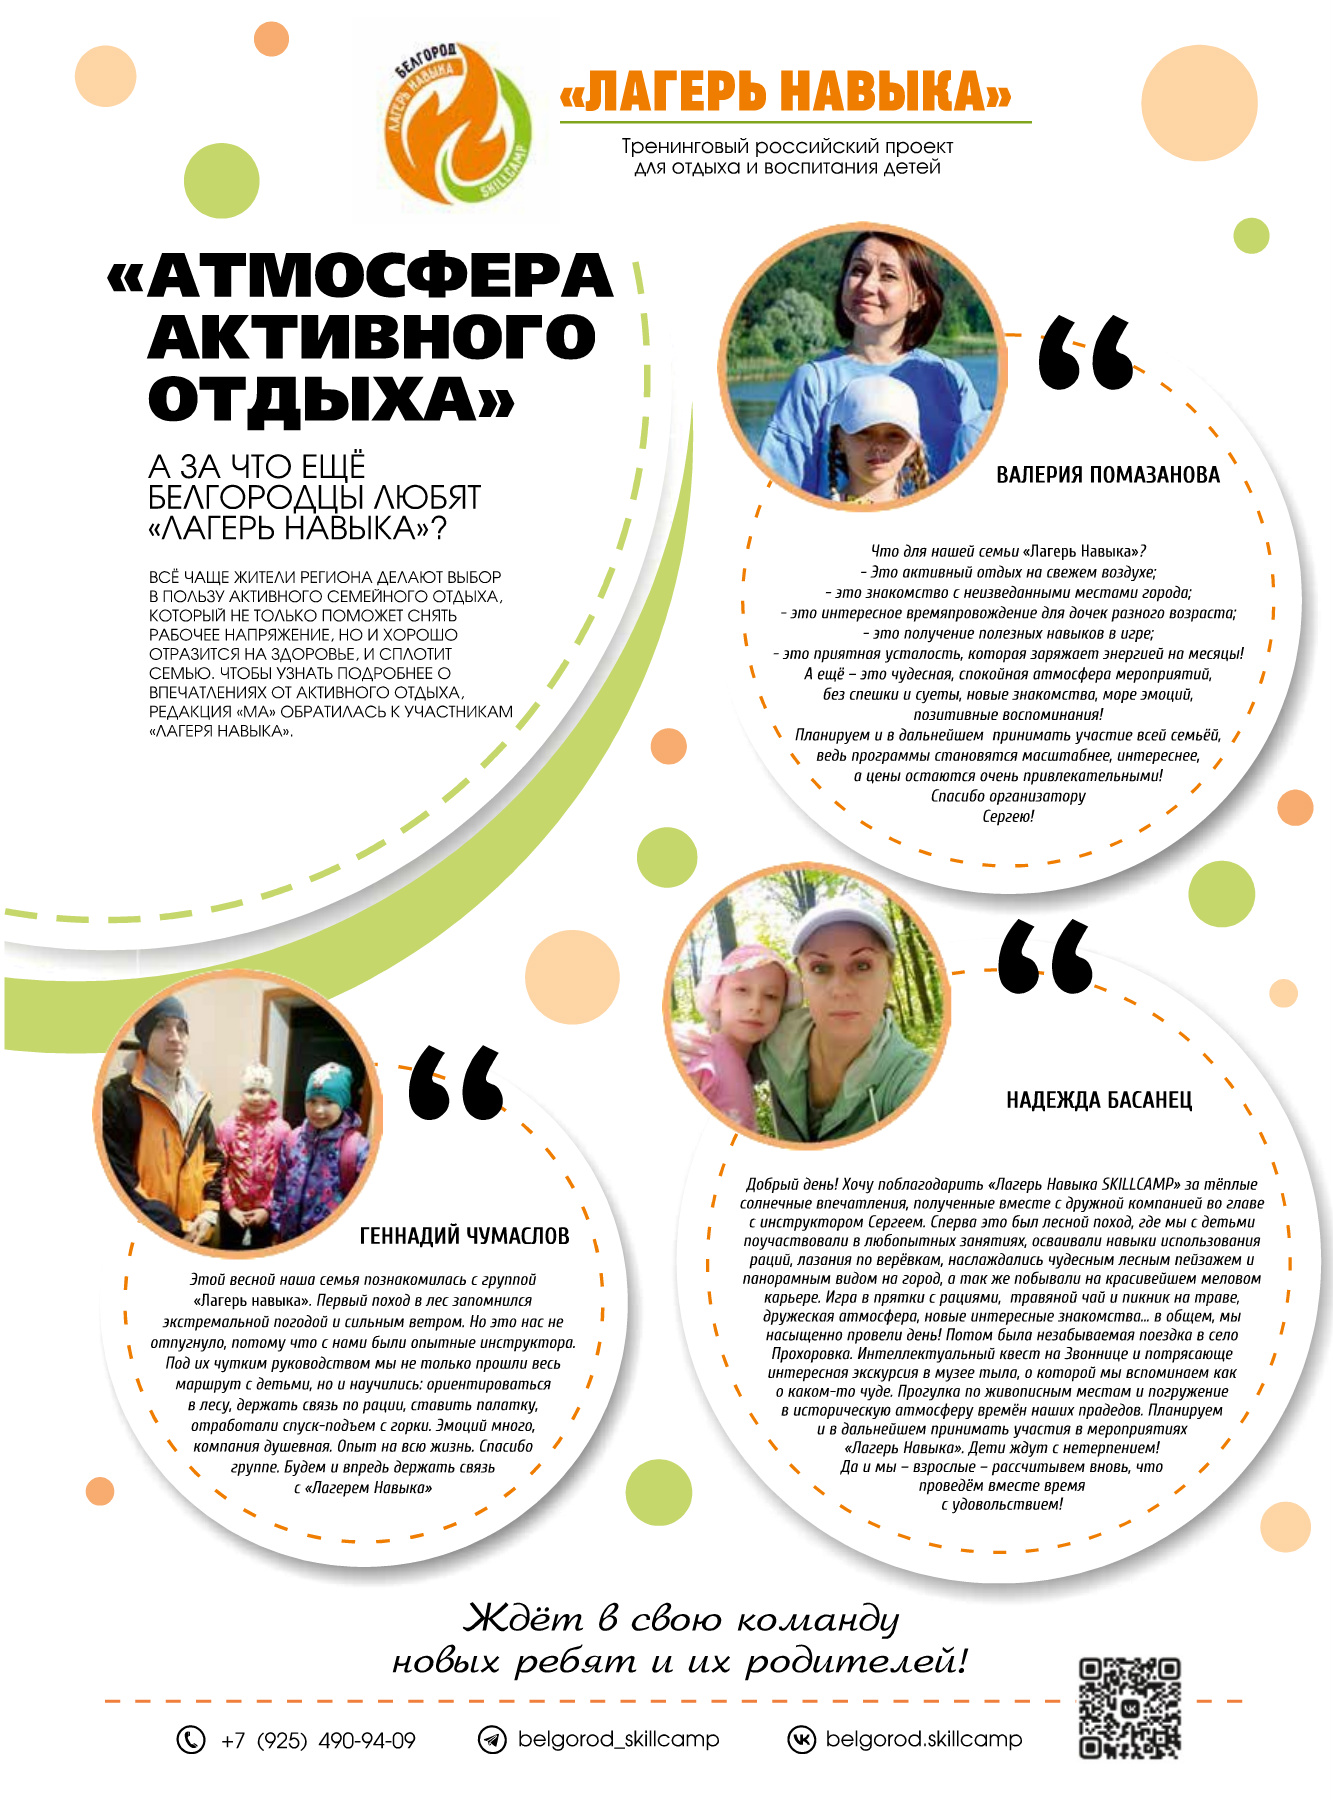 БЕЛГОРОД
ЛАГЕРЬ НАВЫКА
SKILLCAMP
«ЛАГЕРЬ НАВЫКА»
Тренинговый российский проект
для отдыха и воспитания детей
«АТМОСФЕРА
АКТИВНОГО
ОТДЫХА»
А ЗА ЧТО ЕЩЁ
БЕЛГОРОДЦЫ ЛЮБЯТ
«ЛАГЕРЬ НАВЫКА»?
ВСЁ ЧАЩЕ ЖИТЕЛИ РЕГИОНА ДЕЛАЮТ ВЫБОР
В ПОЛЬЗУ АКТИВНОГО СЕМЕЙНОГО ОТДЫХА,
КОТОРЫЙ НЕ ТОЛЬКО ПОМОЖЕТ СНЯТЬ
РАБОЧЕЕ НАПРЯЖЕНИЕ, НО И ХОРОШО
ОТРАЗИТСЯ НА ЗДОРОВЬЕ, И СПЛОТИТ
СЕМЬЮ. ЧТОБЫ УЗНАТЬ ПОДРОБНЕЕ О
ВПЕЧАТЛЕНИЯХ ОТ АКТИВНОГО ОТДЫХА,
РЕДАКЦИЯ «МА» ОБРАТИЛАСЬ К УЧАСТНИКАМ
«ЛАГЕРЯ НАВЫКА».
“
ВАЛЕРИЯ ПОМАЗАНОВА
Что для нашей семьи «Лагерь Навыка»?
- Это активный отдых на свежем воздухе;
- это знакомство с неизведанными местами города;
- это интересное времяпровождение для дочек разного возраста;
- это получение полезных навыков в игре;
- это приятная усталость, которая заряжает энергией на месяцы!
А ещё – это чудесная, спокойная атмосфера мероприятий,
без спешки и суеты, новые знакомства, море эмоций,
позитивные воспоминания!
Планируем и в дальнейшем принимать участие всей семьёй,
ведь программы становятся масштабнее, интереснее,
а цены остаются очень привлекательными!
Спасибо организатору
Сергею!
“
НАДЕЖДА БАСАНЕЦ
Добрый день! Хочу поблагодарить «Лагерь Навыка SKILLCAMP» за тёплые
солнечные впечатления, полученные вместе с дружной компанией во главе
с инструктором Сергеем. Сперва это был лесной поход, где мы с детьми
поучаствовали в любопытных занятиях, осваивали навыки использования
раций, лазания по верёвкам, наслаждались чудесным лесным пейзажем и
панорамным видом на город, а так же побывали на красивейшем меловом
карьере. Игра в прятки с рациями, травяной чай и пикник на траве,
дружеская атмосфера, новые интересные знакомства... в общем, мы
насыщенно провели день! Потом была незабываемая поездка в село
Прохоровка. Интеллектуальный квест на Звоннице и потрясающе
интересная экскурсия в музее тыла, о которой мы вспоминаем как
о каком-то чуде. Прогулка по живописным местам и погружение
в историческую атмосферу времён наших прадедов. Планируем
и в дальнейшем принимать участия в мероприятиях
«Лагерь Навыка». Дети ждут с нетерпением!
Да и мы – взрослые – рассчитывем вновь, что
проведём вместе время
с удовольствием!
“
ГЕННАДИЙ ЧУМАСЛОВ
Этой весной наша семья познакомилась с группой
«Лагерь навыка». Первый поход в лес запомнился
экстремальной погодой и сильным ветром. Но это нас не
отпугнуло, потому что с нами были опытные инструктора.
Под их чутким руководством мы не только прошли весь
маршрут с детьми, но и научились: ориентироваться
в лесу, держать связь по рации, ставить палатку,
отработали спуск-подъем с горки. Эмоций много,
компания душевная. Опыт на всю жизнь. Спасибо
группе. Будем и впредь держать связь
с «Лагерем Навыка»
Ждёт в свою команду
новых ребят и их родителей!
+7 (925) 490-94-09
belgorod_skillcamp
belgorod.skillcamp